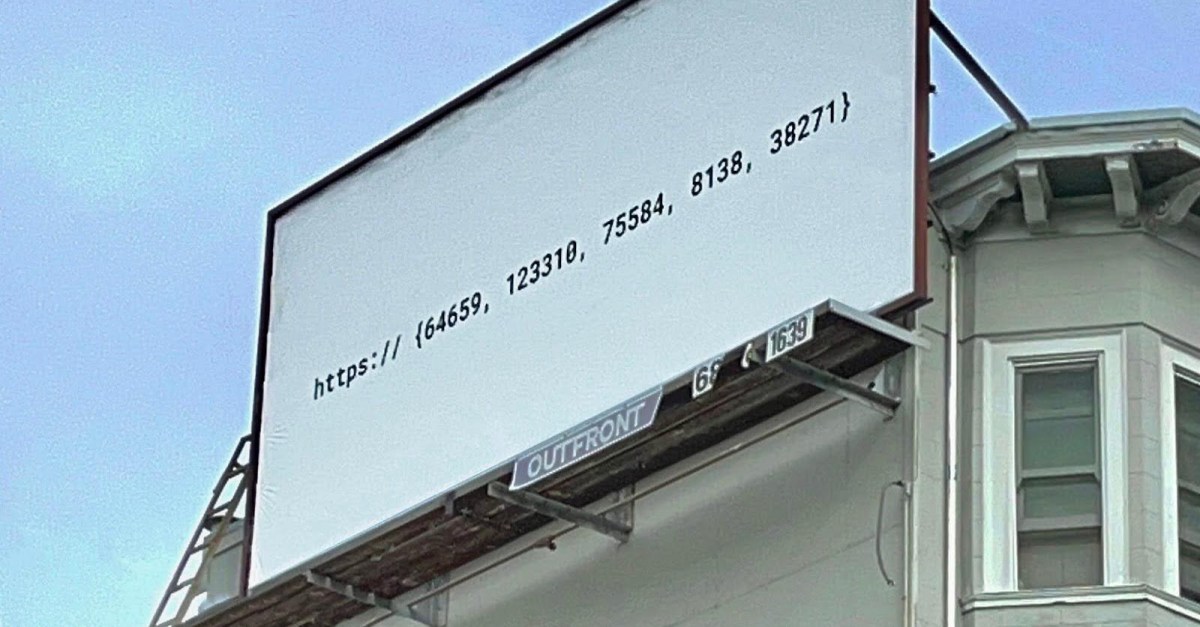 https:// {64659, 123310, 75584, 8138, 38271}
OUTFRONT
1639